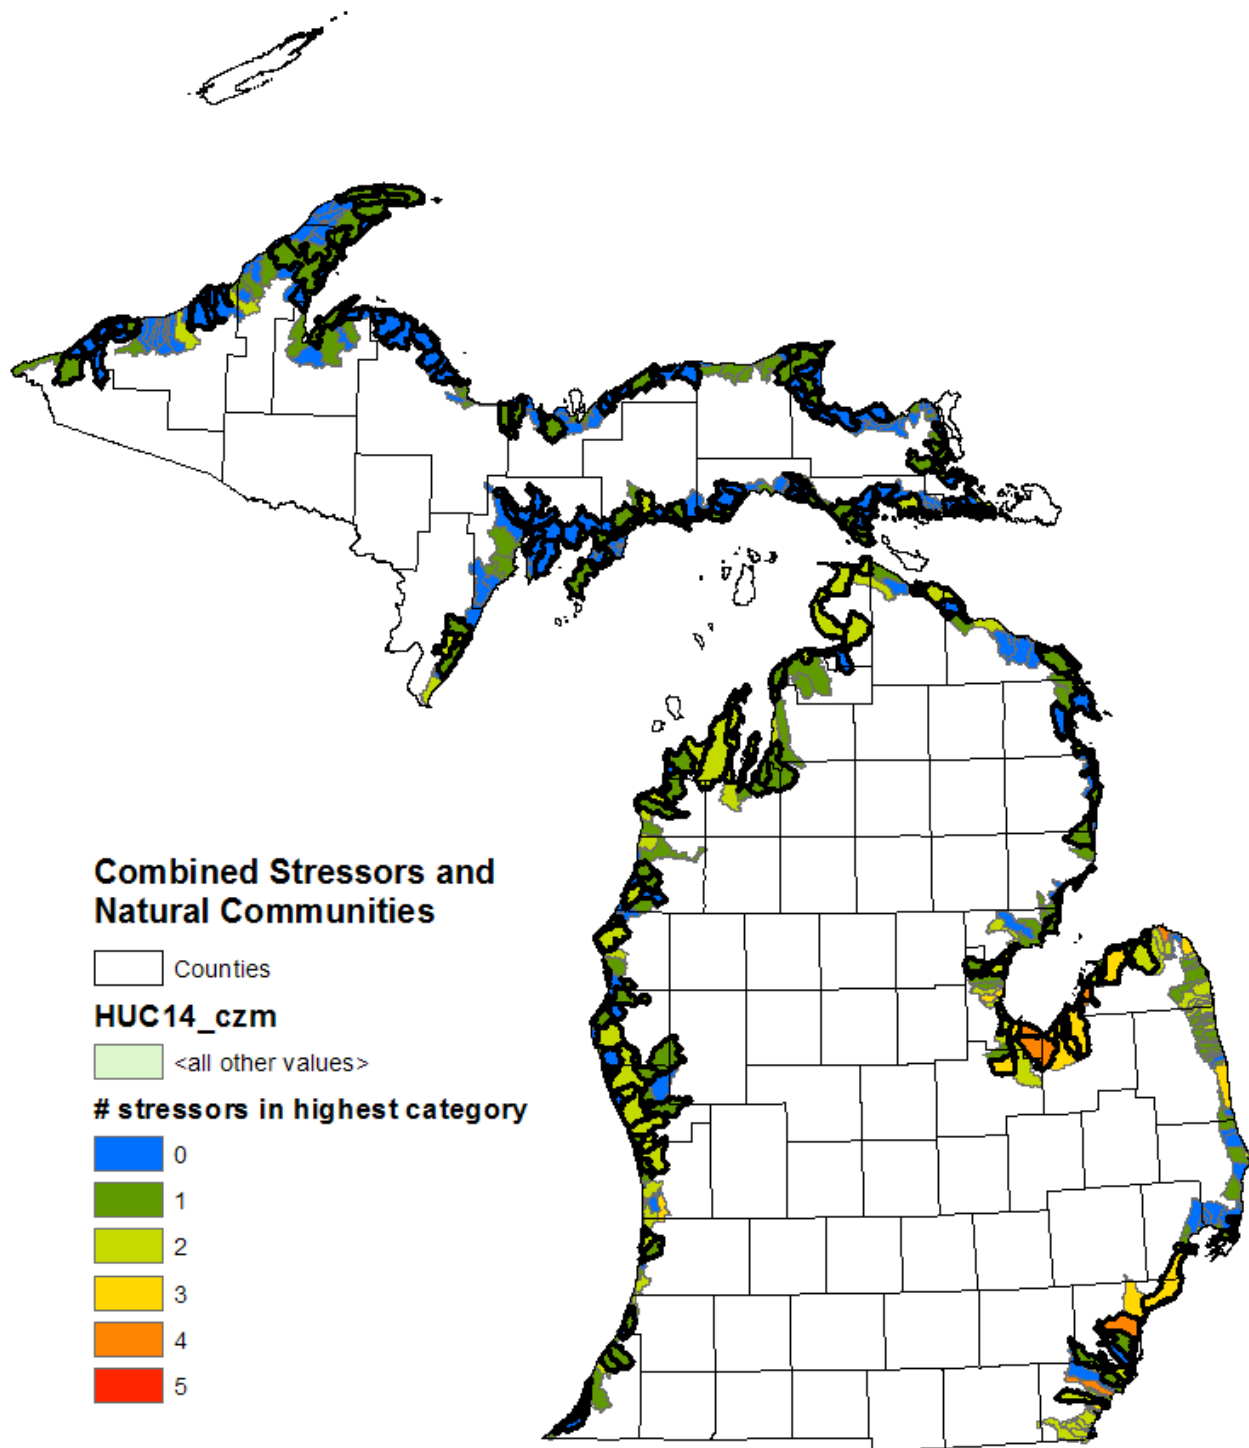 Combined Stressors and
Natural Communities
Counties
HUC14_czm
<all other values>
# stressors in highest category
0
1
2
3
4
5